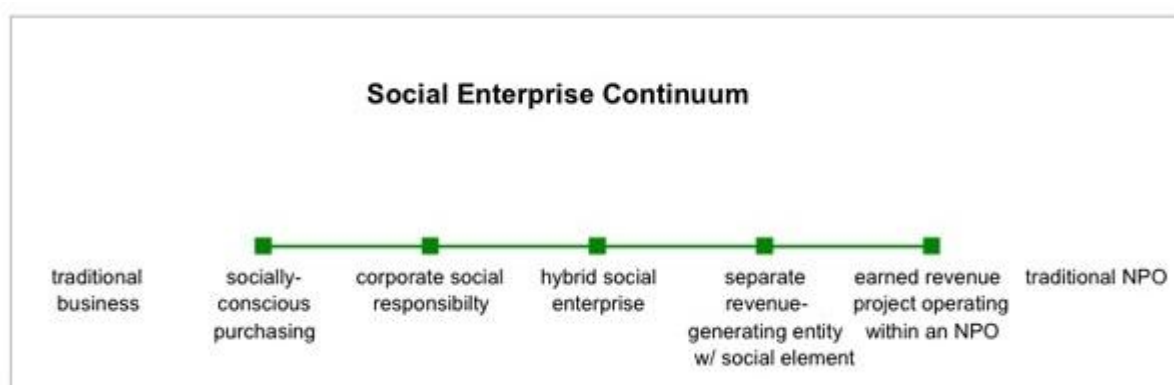 Social Enterprise Continuum
traditional
business
socially-
conscious
purchasing
corporate social
responsibilty
hybrid social
enterprise
separate
revenue-
generating entity
w/ social element
earned revenue
project operating
within an NPO
traditional NPO